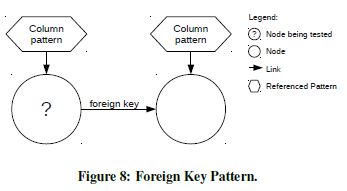 Column
pattern
Column
pattern
Legend:
? Node being tested
Node
Link
Referenced Pattern
?
foreign key
Figure 8: Foreign Key Pattern.